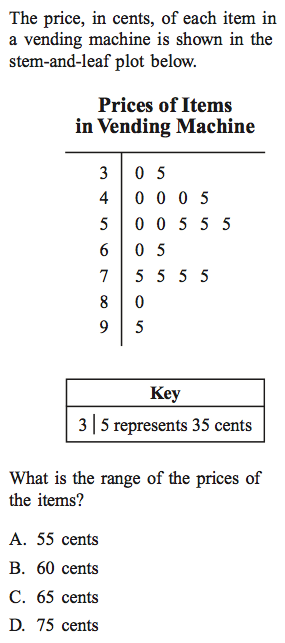 The price, in cents, of each item in
a vending machine is shown in the
stem-and-leaf plot below.
Prices of Items
in Vending Machine
3 | 0 5
4 | 0 0 0 5
5 | 0 0 5 5 5
6 | 0 5
7 | 5 5 5 5
8 | 0
9 | 5
Key
3 | 5 represents 35 cents
What is the range of the prices of
the items?
A. 55 cents
B. 60 cents
C. 65 cents
D. 75 cents